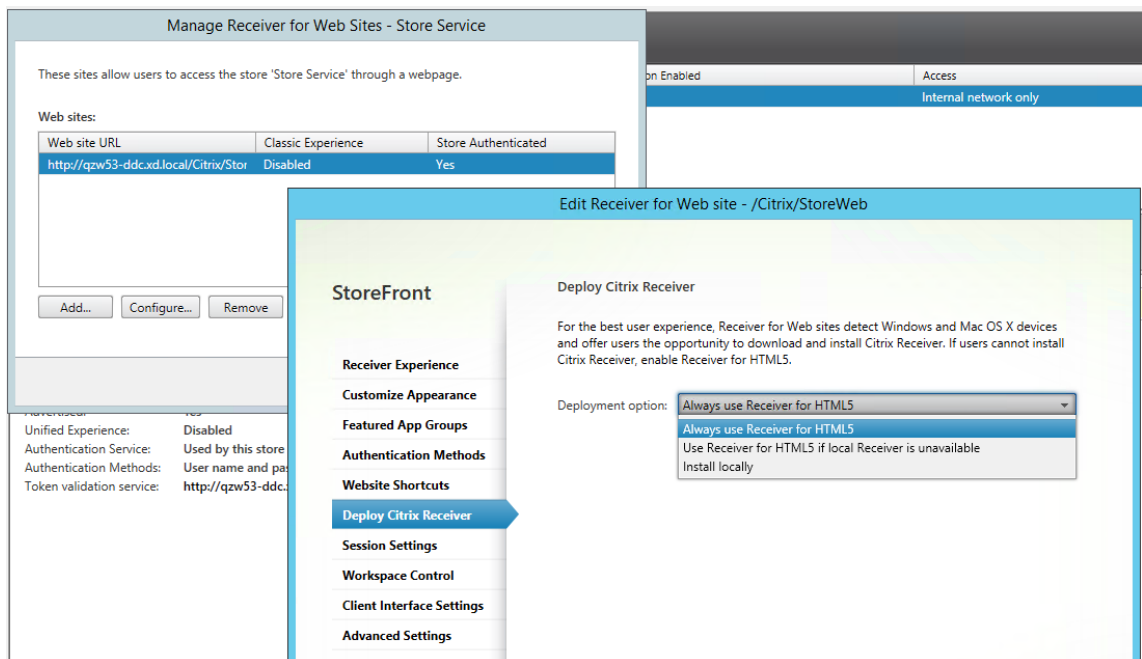 Manage Receiver for Web Sites - Store Service
on Enabled
Access
Internal network only
These sites allow users to access the store 'Store Service' through a webpage.
Web sites:
Web site URL
Classic Experience
Store Authenticated
http://qzw53-ddc.xd.local/Citrix/Stor
Disabled
Yes
Add...
Configure...
Remove
Unified Experience:
Disabled
Authentication Service:
Used by this store
Authentication Methods:
User name and pas
Token validation service:
http://qzw53-ddc.
Edit Receiver for Web site - /Citrix/StoreWeb
StoreFront
Receiver Experience
Customize Appearance
Featured App Groups
Authentication Methods
Website Shortcuts
Deploy Citrix Receiver
Session Settings
Workspace Control
Client Interface Settings
Advanced Settings
Deploy Citrix Receiver
For the best user experience, Receiver for Web sites detect Windows and Mac OS X devices
and offer users the opportunity to download and install Citrix Receiver. If users cannot install
Citrix Receiver, enable Receiver for HTML5.
Deployment option:
Always use Receiver for HTML5
Always use Receiver for HTML5
Use Receiver for HTML5 if local Receiver is unavailable
Install locally